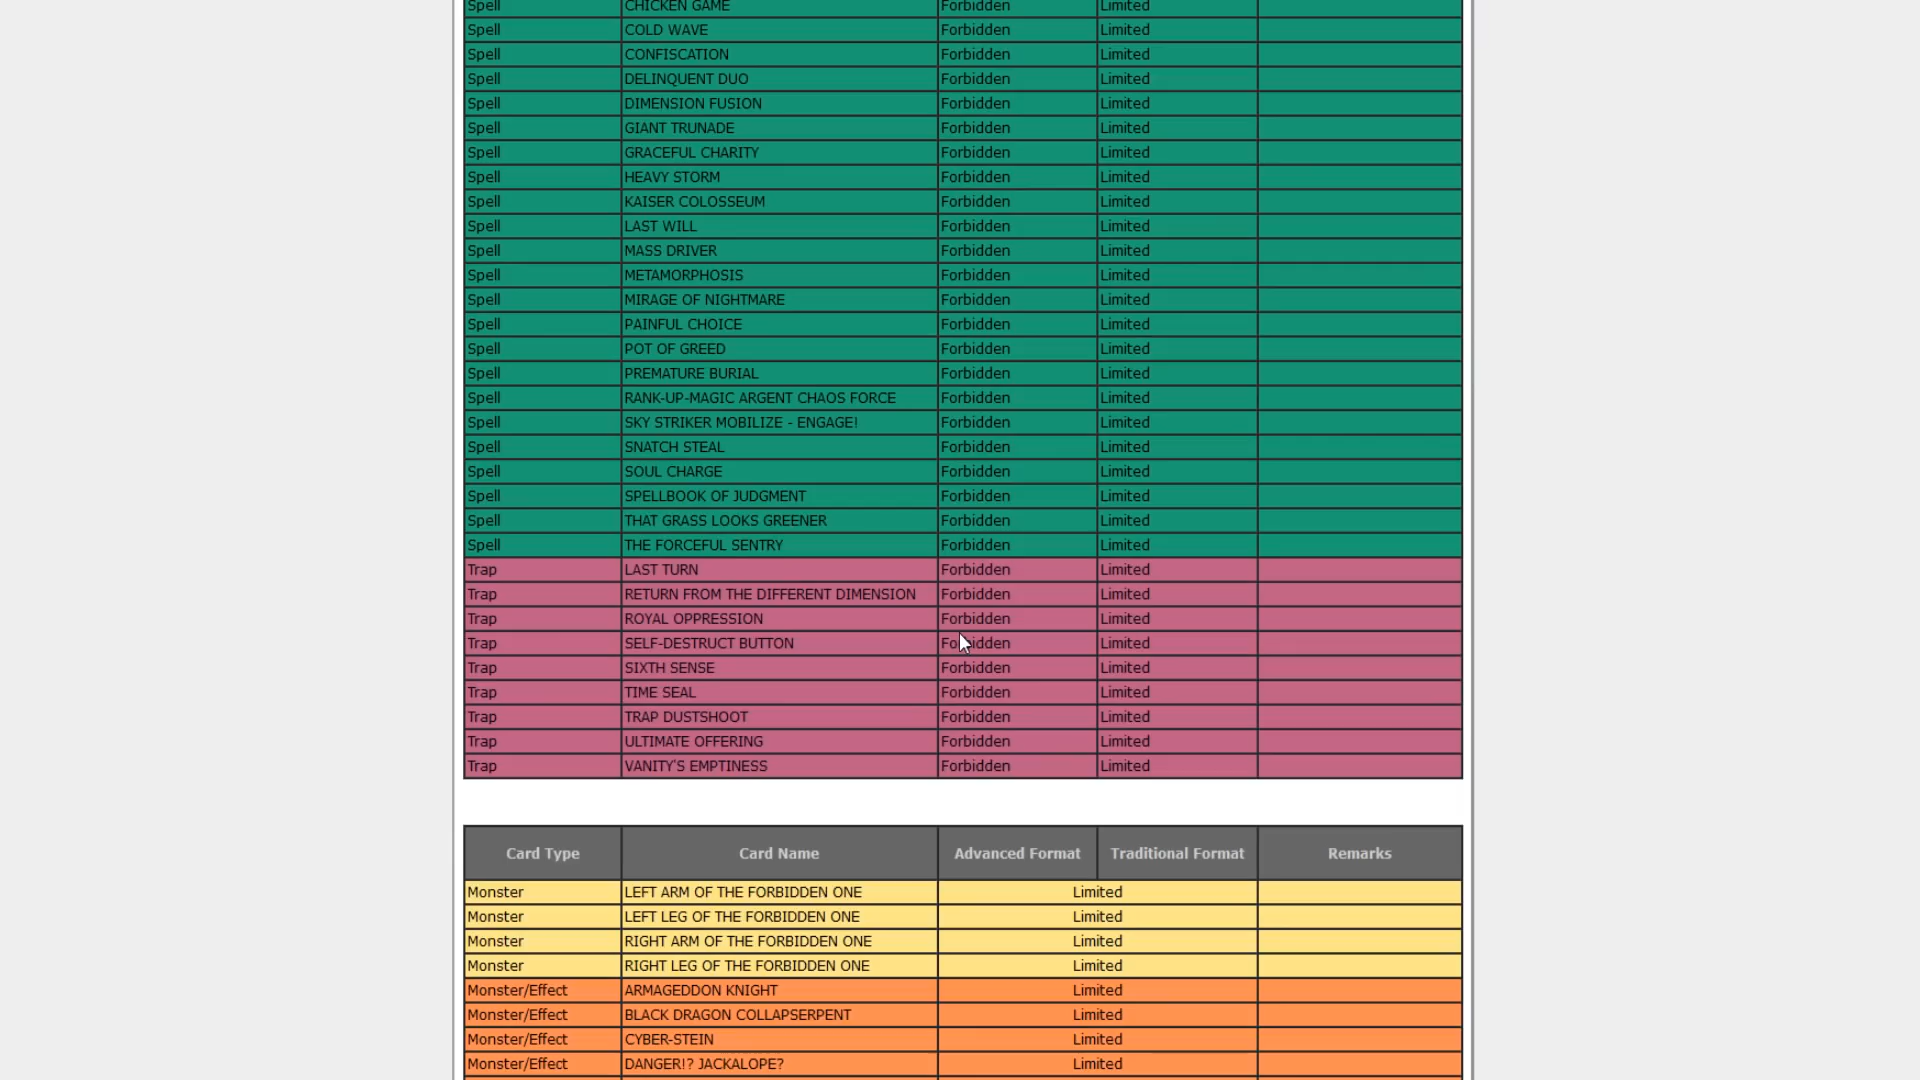 Spell CHICKEN GAME Forbidden Limited
Spell COLD WAVE Forbidden Limited
Spell CONFISCATION Forbidden Limited
Spell DELINQUENT DUO Forbidden Limited
Spell DIMENSION FUSION Forbidden Limited
Spell GIANT TRUNADE Forbidden Limited
Spell GRACEFUL CHARITY Forbidden Limited
Spell HEAVY STORM Forbidden Limited
Spell KAISER COLOSSEUM Forbidden Limited
Spell LAST WILL Forbidden Limited
Spell MASS DRIVER Forbidden Limited
Spell METAMORPHOSIS Forbidden Limited
Spell MIRAGE OF NIGHTMARE Forbidden Limited
Spell PAINFUL CHOICE Forbidden Limited
Spell POT OF GREED Forbidden Limited
Spell PREMATURE BURIAL Forbidden Limited
Spell RANK-UP-MAGIC ARGENT CHAOS FORCE Forbidden Limited
Spell SKY STRIKER MOBILIZE - ENGAGE! Forbidden Limited
Spell SNATCH STEAL Forbidden Limited
Spell SOUL CHARGE Forbidden Limited
Spell SPELLBOOK OF JUDGMENT Forbidden Limited
Spell THAT GRASS LOOKS GREENER Forbidden Limited
Spell THE FORCEFUL SENTRY Forbidden Limited
Trap LAST TURN Forbidden Limited
Trap RETURN FROM THE DIFFERENT DIMENSION Forbidden Limited
Trap ROYAL OPPRESSION Forbidden Limited
Trap SELF-DESTRUCT BUTTON Forbidden Limited
Trap SIXTH SENSE Forbidden Limited
Trap TIME SEAL Forbidden Limited
Trap TRAP DUSTSHOOT Forbidden Limited
Trap ULTIMATE OFFERING Forbidden Limited
Trap VANITY'S EMPTINESS Forbidden Limited
Card Type Card Name Advanced Format Traditional Format Remarks
Monster LEFT ARM OF THE FORBIDDEN ONE Limited
Monster LEFT LEG OF THE FORBIDDEN ONE Limited
Monster RIGHT ARM OF THE FORBIDDEN ONE Limited
Monster RIGHT LEG OF THE FORBIDDEN ONE Limited
Monster/Effect ARMAGEDDON KNIGHT Limited
Monster/Effect BLACK DRAGON COLLAPSERPENT Limited
Monster/Effect CYBER-STEIN Limited
Monster/Effect DANGER!? JACKALOPE? Limited